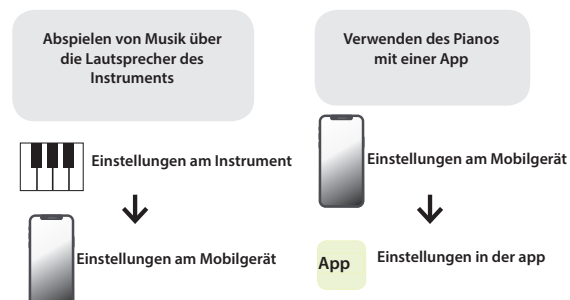 Abspielen von Musik über
die Lautsprecher des
Instruments
Einstellungen am Instrument
Einstellungen am Mobilgerät
Verwenden des Pianos
mit einer App
Einstellungen am Mobilgerät
App
Einstellungen in der app